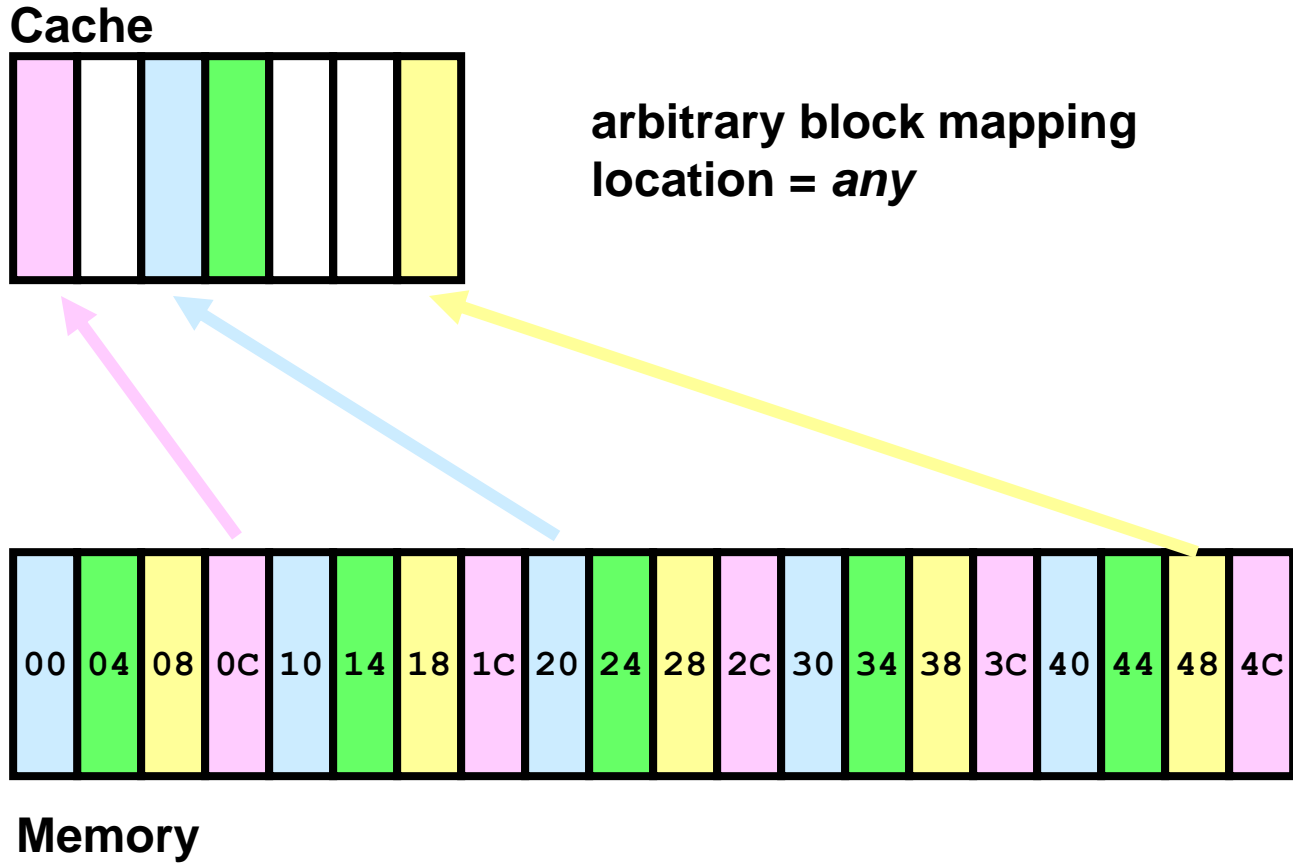 Cache
arbitrary block mapping
location = any
00 04 08 0C 10 14 18 1C 20 24 28 2C 30 34 38 3C 40 44 48 4C
Memory